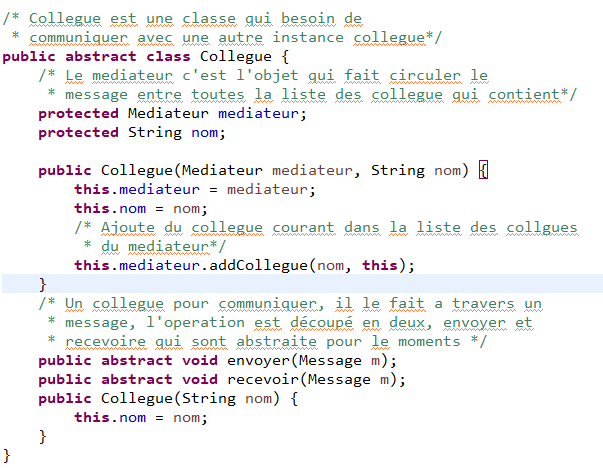 /* Collegue est une classe qui besoin de
 * communiquer avec une autre instance collegue*/
public abstract class Collegue {
    /* Le mediateur c'est l'objet qui fait circuler le
     * message entre toutes la liste des collegue qui contient*/
    protected Mediateur mediateur;
    protected String nom;

    public Collegue(Mediateur mediateur, String nom) {
        this.mediateur = mediateur;
        this.nom = nom;
        /* Ajoute du collegue courant dans la liste des collgues
         * du mediateur*/
        this.mediateur.addCollegue(nom, this);
    }
    /* Un collegue pour communiquer, il le fait a travers un
     * message, l'operation est découpé en deux, envoyer et
     * recevoire qui sont abstraite pour le moments */
    public abstract void envoyer(Message m);
    public abstract void recevoir(Message m);
    public Collegue(String nom) {
        this.nom = nom;
    }
}